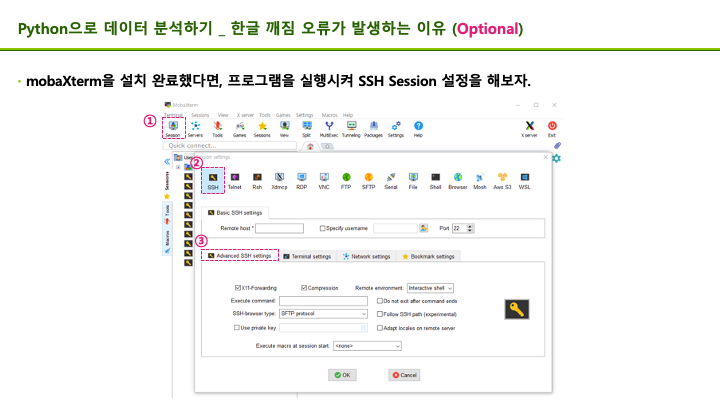 Python으로 데이터 분석하기 _ 한글 깨짐 오류가 발생하는 이유 (Optional)
· mobaXterm을 설치 완료했다면, 프로그램을 실행시켜 SSH Session 설정을 해보자.
MobaXterm
Terminal Sessions View X server Tools Games Settings Macros Help
①
Session Servers Tools Games Sessions View Split MultiExec Tunneling Packages Settings Help X server Exit
Quick connect...
②
SSH Telnet Rsh Xdmcp RDP VNC FTP SFTP Serial File Shell Browser Mosh Aws S3 WSL
Sessions
Tools
Macros
Basic SSH settings
Remote host * Specify username Port 22
③
Advanced SSH settings Terminal settings Network settings Bookmark settings
X11-Forwarding Compression Remote environment: Interactive shell
Execute command: Do not exit after command ends
SSH-browser type: SFTP protocol Follow SSH path (experimental)
Use private key Adapt locales on remote server
Execute macro at session start: <none>
OK Cancel